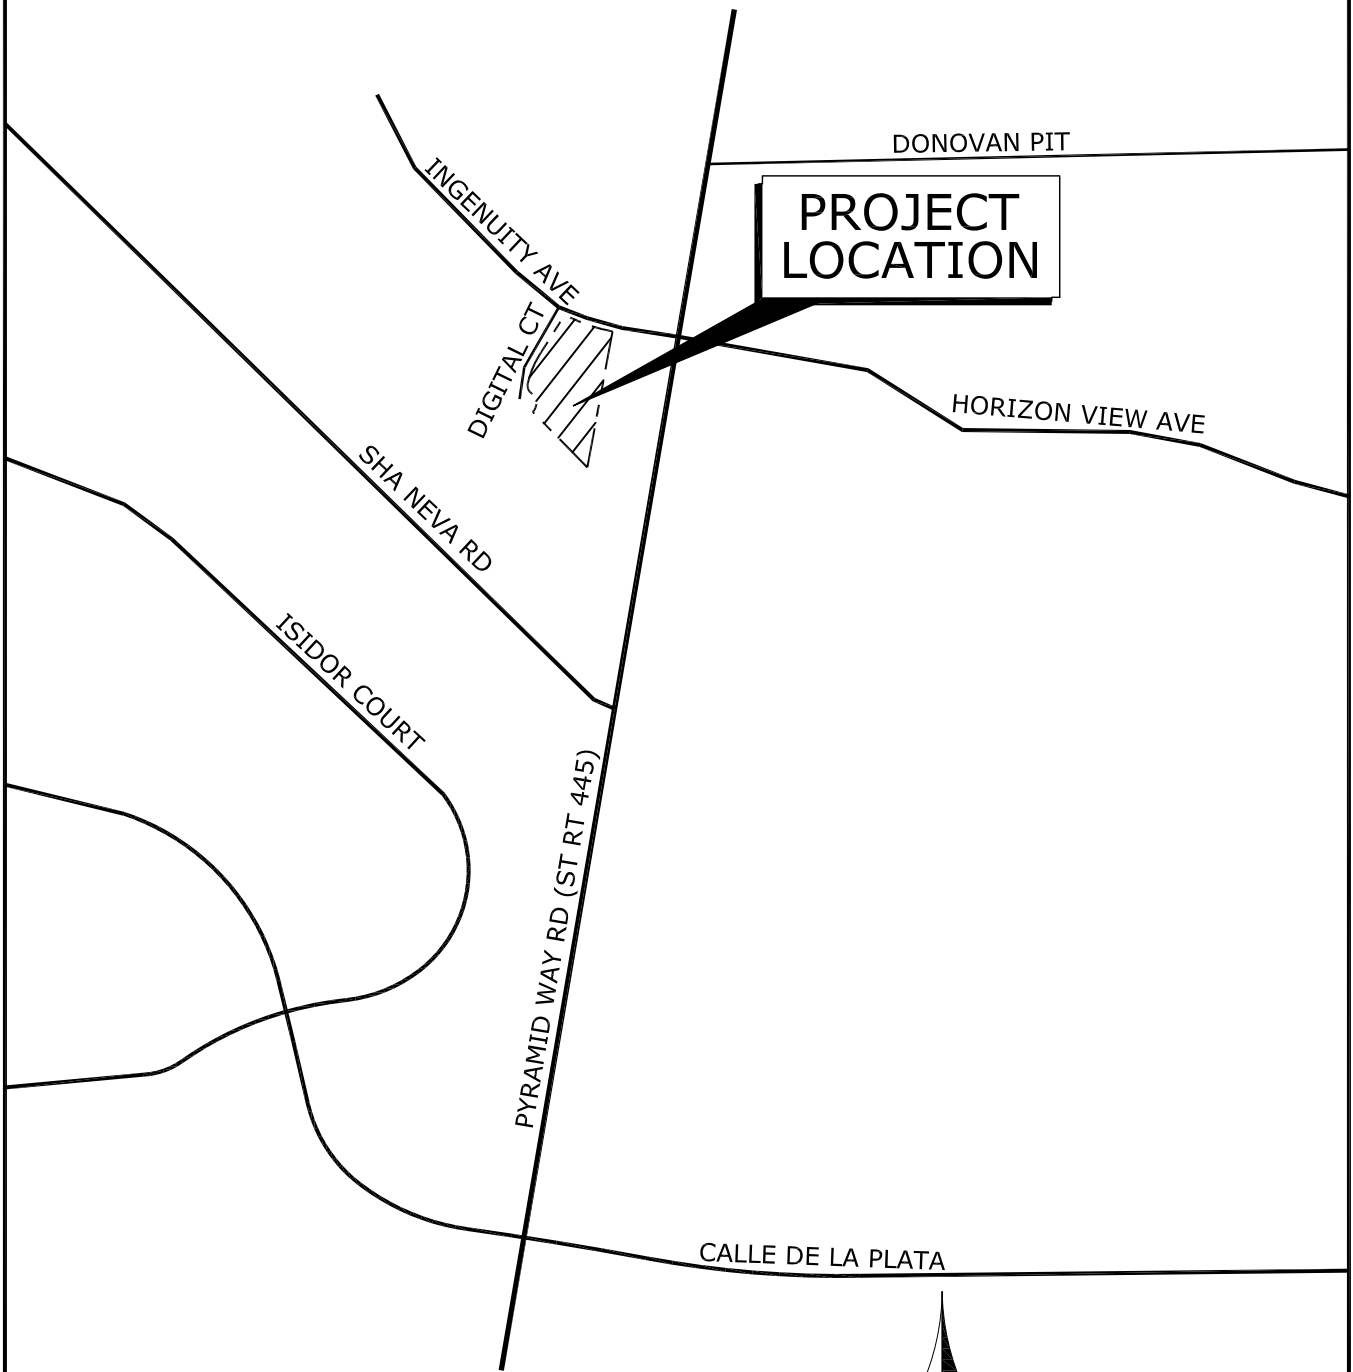 DONOVAN PIT
INGENUITY AVE
PROJECT
LOCATION
DIGITAL CT
HORIZON VIEW AVE
SHA NEVA RD
ISIDOR COURT
PYRAMID WAY RD (ST RT 445)
CALLE DE LA PLATA